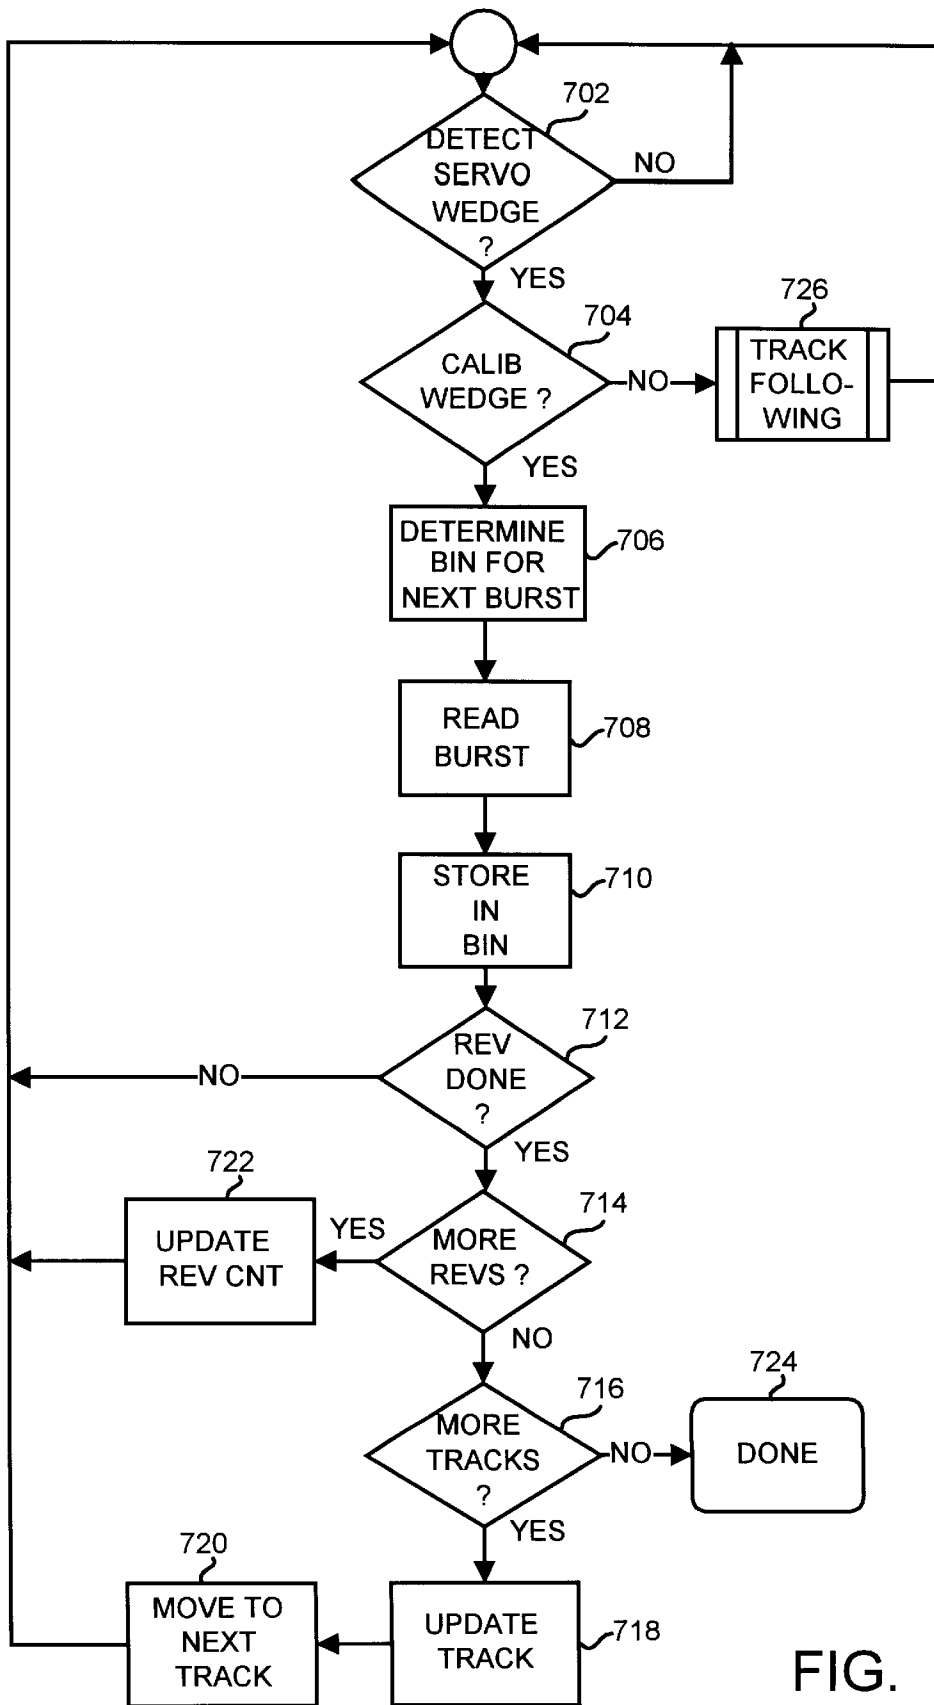 702
DETECT
SERVO
WEDGE
?
NO
YES
704
CALIB
WEDGE ?
NO
726
TRACK
FOLLO-
WING
YES
DETERMINE
BIN FOR
NEXT BURST
706
READ
BURST
708
STORE
IN
BIN
710
REV
DONE
?
712
NO
YES
722
UPDATE
REV CNT
YES
MORE
REVS ?
714
NO
MORE
TRACKS
?
716
NO
724
DONE
YES
720
MOVE TO
NEXT
TRACK
UPDATE
TRACK
718
FIG.